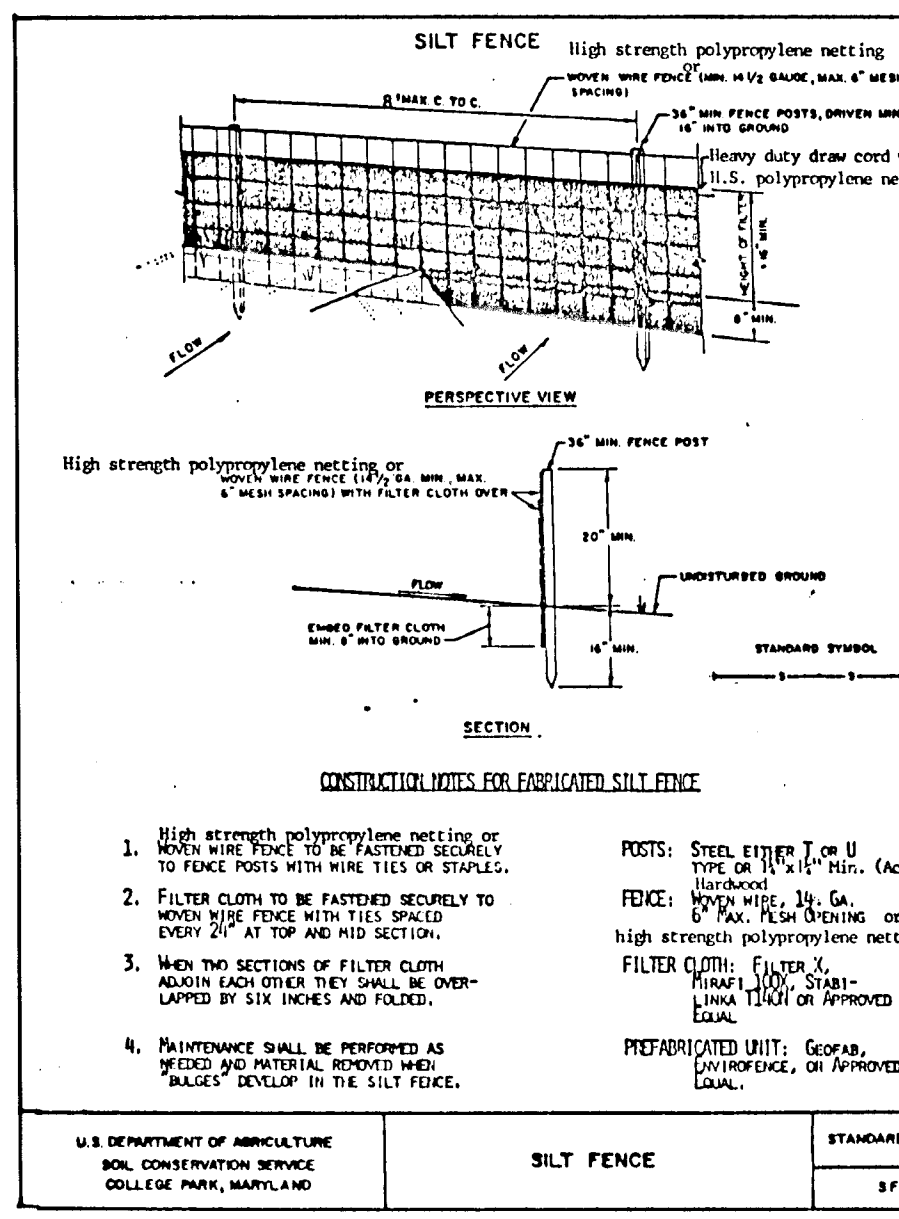 SILT FENCE
High strength polypropylene netting
or
WOVEN WIRE FENCE (MIN. 14 1/2 GAUGE, MAX. 6" MESH
SPACING)
8' MAX. C. TO C.
36" MIN. FENCE POSTS, DRIVEN MIN
16" INTO GROUND
Heavy duty draw cord
U.S. polypropylene ne
HEIGHT OF FILTER
16" MIN.
8" MIN.
FLOW
FLOW
PERSPECTIVE VIEW
36" MIN. FENCE POST
High strength polypropylene netting or
WOVEN WIRE FENCE (14 1/2 GA. MIN., MAX.
6" MESH SPACING) WITH FILTER CLOTH OVER
20" MIN.
UNDISTURBED GROUND
FLOW
EMBED FILTER CLOTH
MIN. 8" INTO GROUND
16" MIN.
STANDARD SYMBOL
S S
SECTION
CONSTRUCTION NOTES FOR FABRICATED SILT FENCE
High strength polypropylene netting or
1. WOVEN WIRE FENCE TO BE FASTENED SECURELY
TO FENCE POSTS WITH WIRE TIES OR STAPLES.
2. FILTER CLOTH TO BE FASTENED SECURELY TO
WOVEN WIRE FENCE WITH TIES SPACED
EVERY 24" AT TOP AND MID SECTION.
3. WHEN TWO SECTIONS OF FILTER CLOTH
ADJOIN EACH OTHER THEY SHALL BE OVER-
LAPPED BY SIX INCHES AND FOLDED.
4. MAINTENANCE SHALL BE PERFORMED AS
NEEDED AND MATERIAL REMOVED WHEN
"BULGES" DEVELOP IN THE SILT FENCE.
POSTS: STEEL EITHER T OR U
TYPE OR Min. (Ac
Hardwood
FENCE: WOVEN WIRE, 14 GA.
6" MAX. MESH OPENING or
high strength polypropylene nett
FILTER CLOTH: FILTER X,
MIRAFI 100X, STABI-
LINKA T140N OR APPROVED
EQUAL
PREFABRICATED UNIT: GEOFAB,
ENVIROFENCE, OR APPROVED
EQUAL.
U.S. DEPARTMENT OF AGRICULTURE
SOIL CONSERVATION SERVICE
COLLEGE PARK, MARYLAND
SILT FENCE
STANDARD
SF